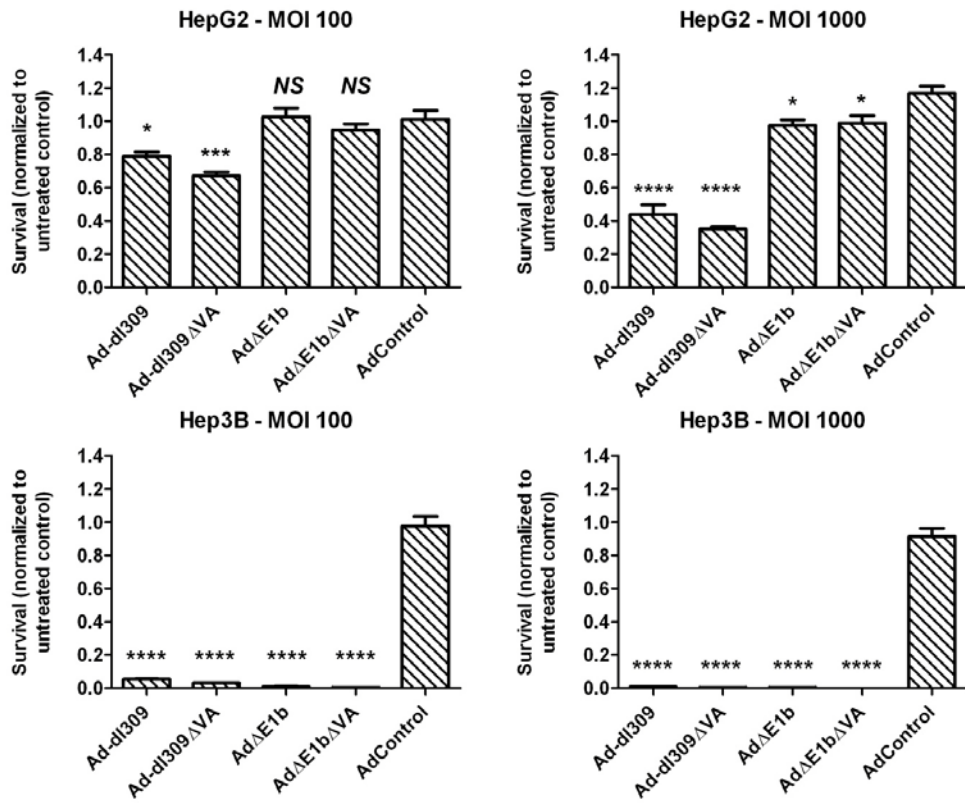 HepG2 - MOI 100
Survival (normalized to
untreated control)
1.4
1.2
1.0
0.8
0.6
0.4
0.2
0.0
*
***
NS
NS
Ad-dl309
Ad-dl309ΔVA
AdΔE1b
AdΔE1bΔVA
AdControl
HepG2 - MOI 1000
Survival (normalized to
untreated control)
1.4
1.2
1.0
0.8
0.6
0.4
0.2
0.0
****
****
*
*
Ad-dl309
Ad-dl309ΔVA
AdΔE1b
AdΔE1bΔVA
AdControl
Hep3B - MOI 100
Survival (normalized to
untreated control)
1.4
1.2
1.0
0.8
0.6
0.4
0.2
0.0
****
****
****
****
Ad-dl309
Ad-dl309ΔVA
AdΔE1b
AdΔE1bΔVA
AdControl
Hep3B - MOI 1000
Survival (normalized to
untreated control)
1.4
1.2
1.0
0.8
0.6
0.4
0.2
0.0
****
****
****
****
Ad-dl309
Ad-dl309ΔVA
AdΔE1b
AdΔE1bΔVA
AdControl